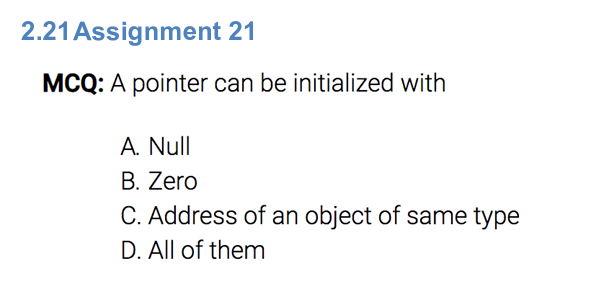 2.21 Assignment 21
MCQ: A pointer can be initialized with
A. Null
B. Zero
C. Address of an object of same type
D. All of them